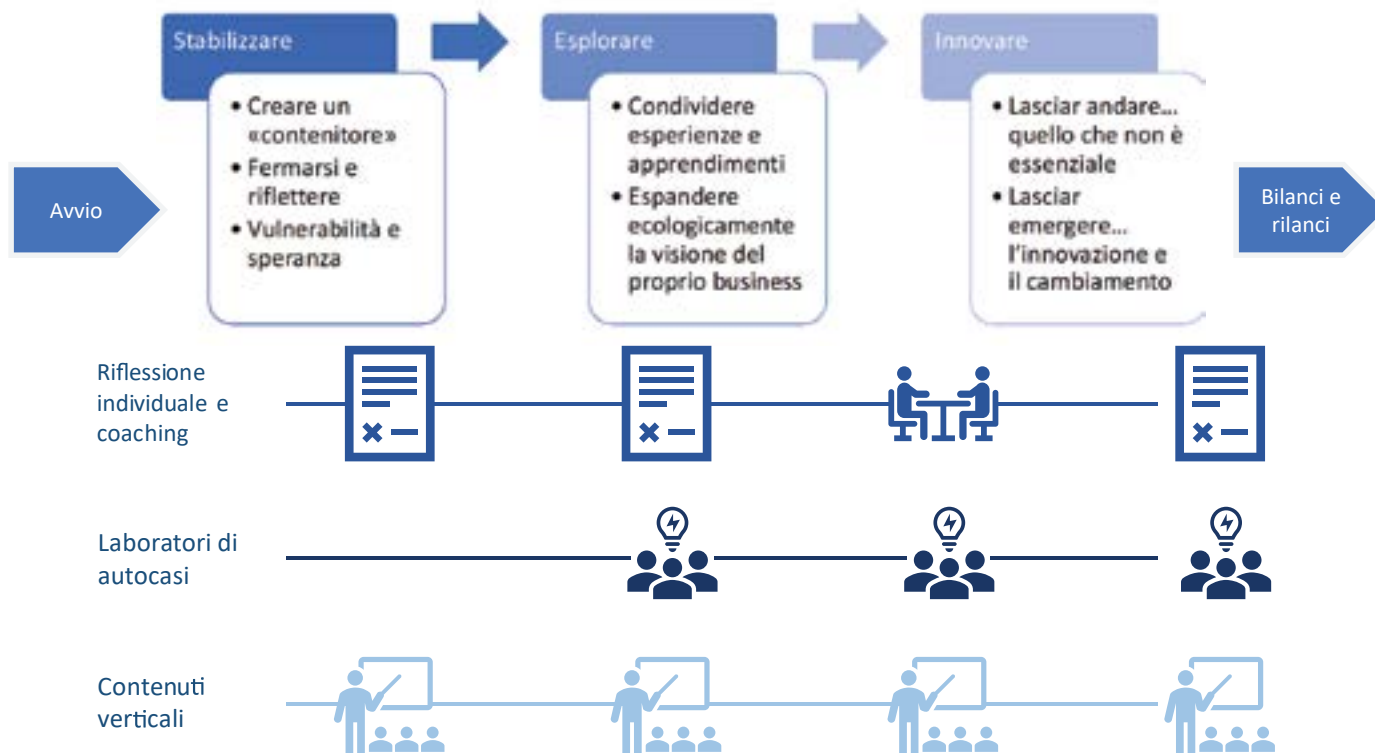 Avvio
Stabilizzare
• Creare un
«contenitore»
• Fermarsi e
riflettere
• Vulnerabilità e
speranza
Esplorare
• Condividere
esperienze e
apprendimenti
• Espandere
ecologicamente
la visione del
proprio business
Innovare
• Lasciar andare...
quello che non è
essenziale
• Lasciar
emergere...
l'innovazione e
il cambiamento
Bilanci e
rilanci
Riflessione
individuale e
coaching
Laboratori di
autocasi
Contenuti
verticali